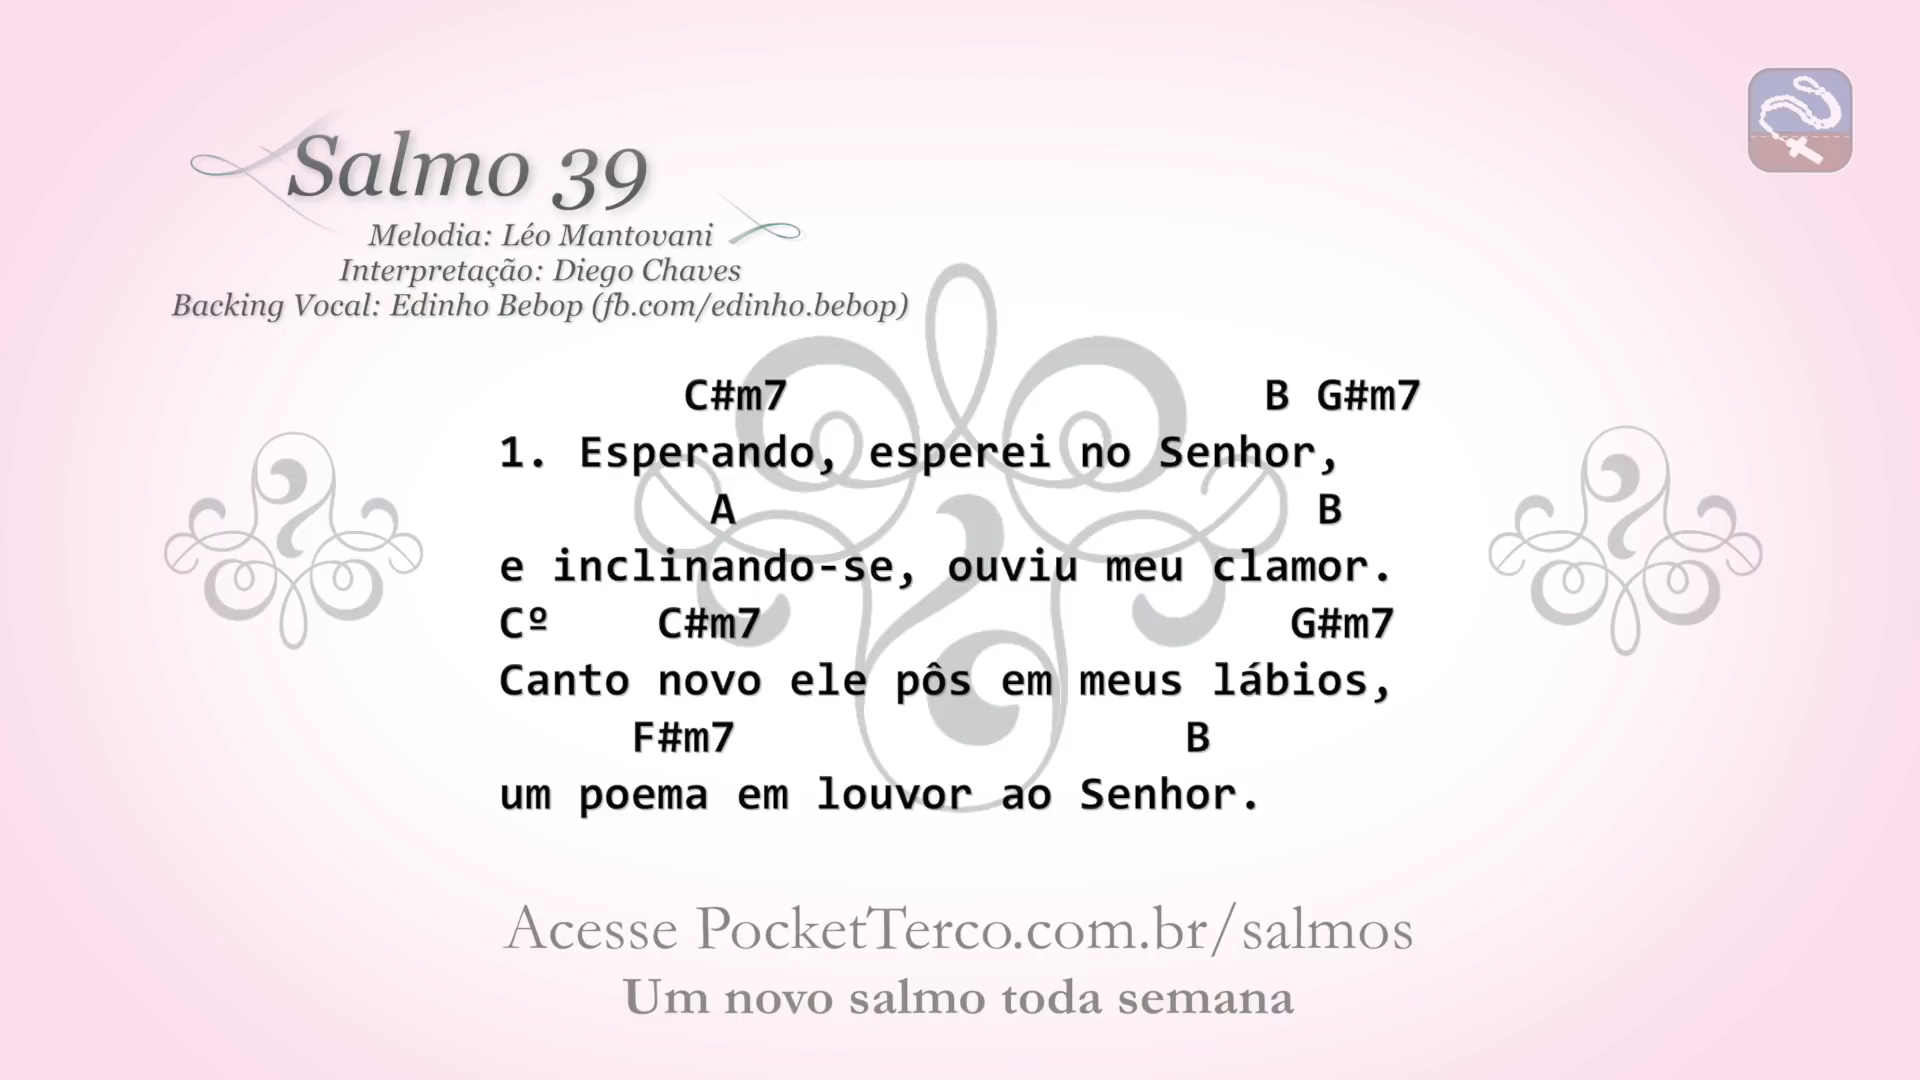 Salmo 39
Melodia: Léo Mantovani
Interpretação: Diego Chaves
Backing Vocal: Edinho Bebop (fb.com/edinho.bebop)
C#m7 B G#m7
1. Esperando, esperei no Senhor,
A B
e inclinando-se, ouviu meu clamor.
Cº C#m7 G#m7
Canto novo ele pôs em meus lábios,
F#m7 B
um poema em louvor ao Senhor.
Acesse PocketTerco.com.br/salmos
Um novo salmo toda semana